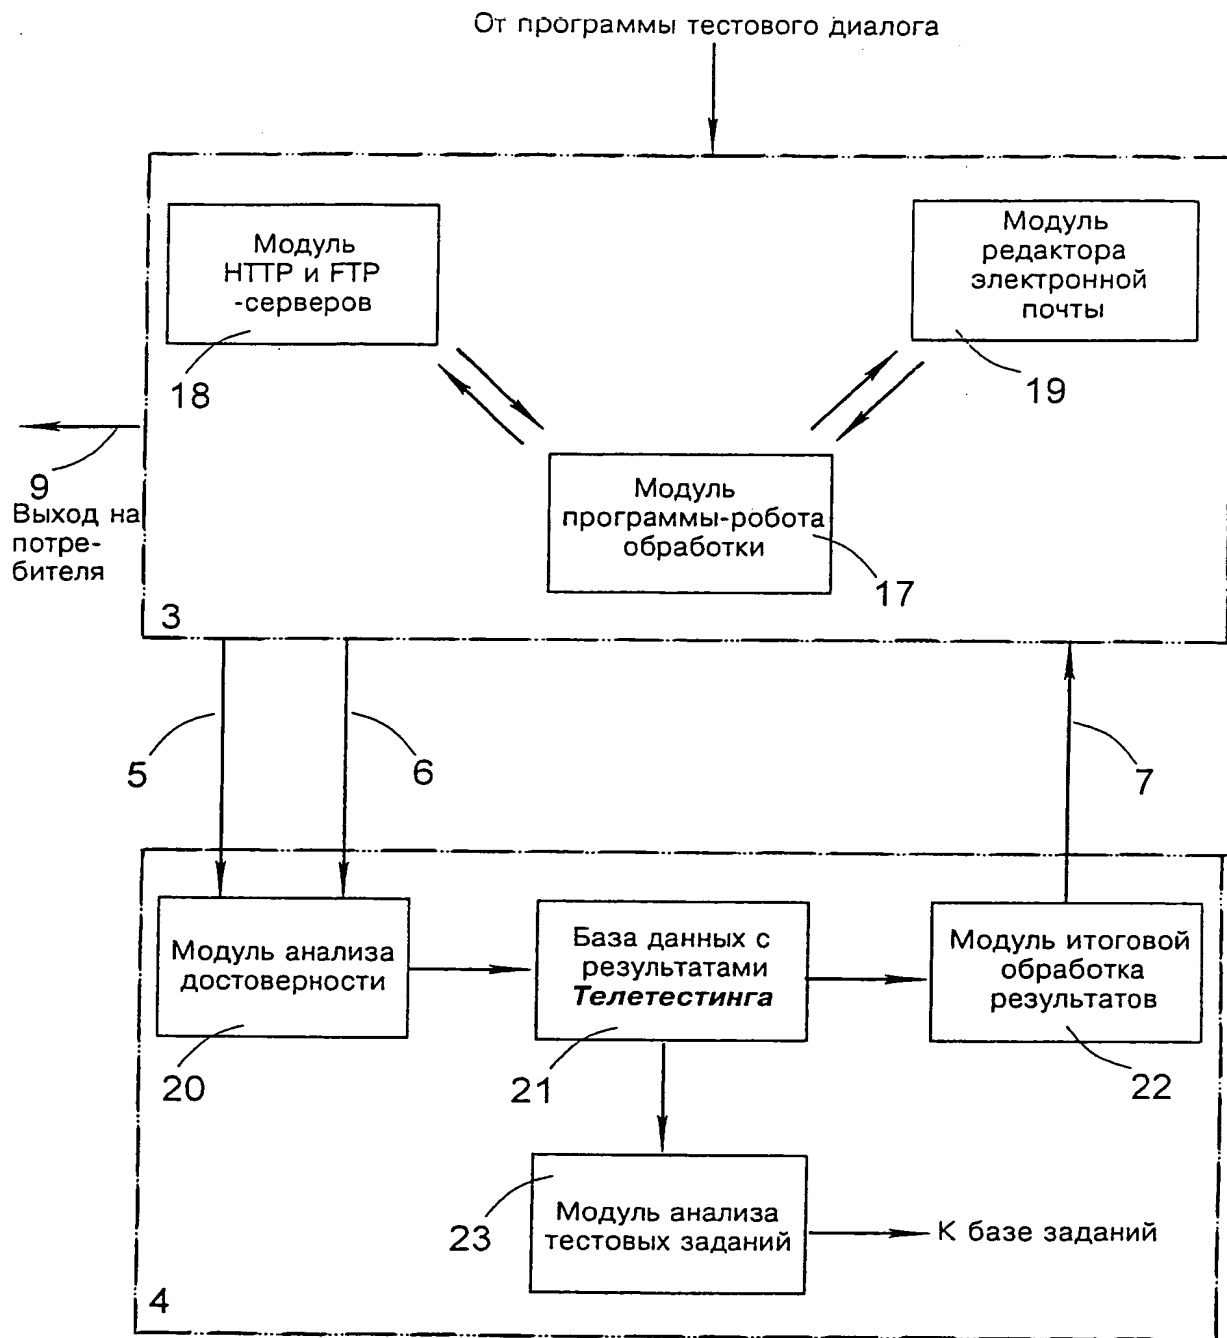 От программы тестового диалога
Модуль
HTTP и FTP
-серверов
18
Модуль
редактора
электронной
почты
19
9
Выход на
потре-
бителя
Модуль
программы-робота
обработки
17
3
5
6
7
Модуль анализа
достоверности
20
База данных с
результатами
Телетестинга
21
Модуль итоговой
обработка
результатов
22
23
Модуль анализа
тестовых заданий
К базе заданий
4